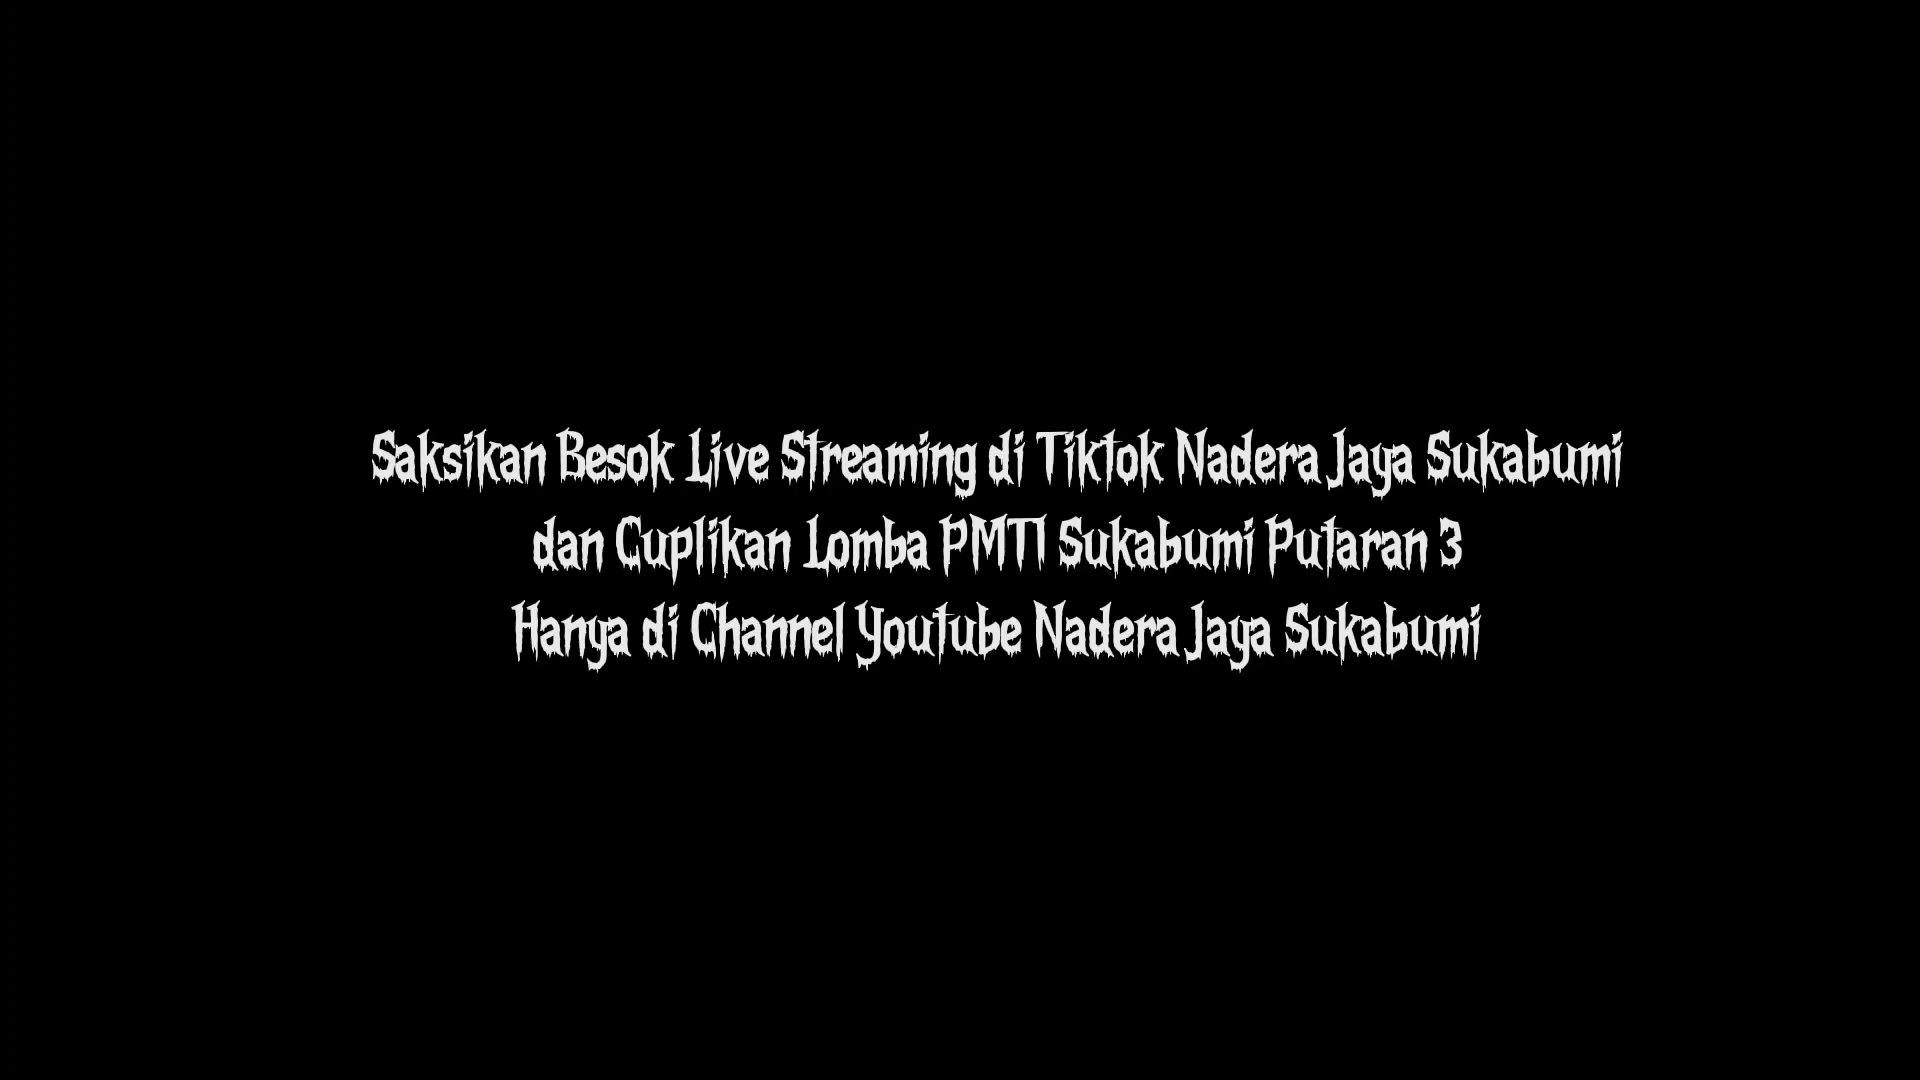 Saksikan Besok Live Streaming di Tiktok Nadera Jaya Sukabumi
dan Cuplikan Lomba PMTI Sukabumi Putaran 3
Hanya di Channel Youtube Nadera Jaya Sukabumi